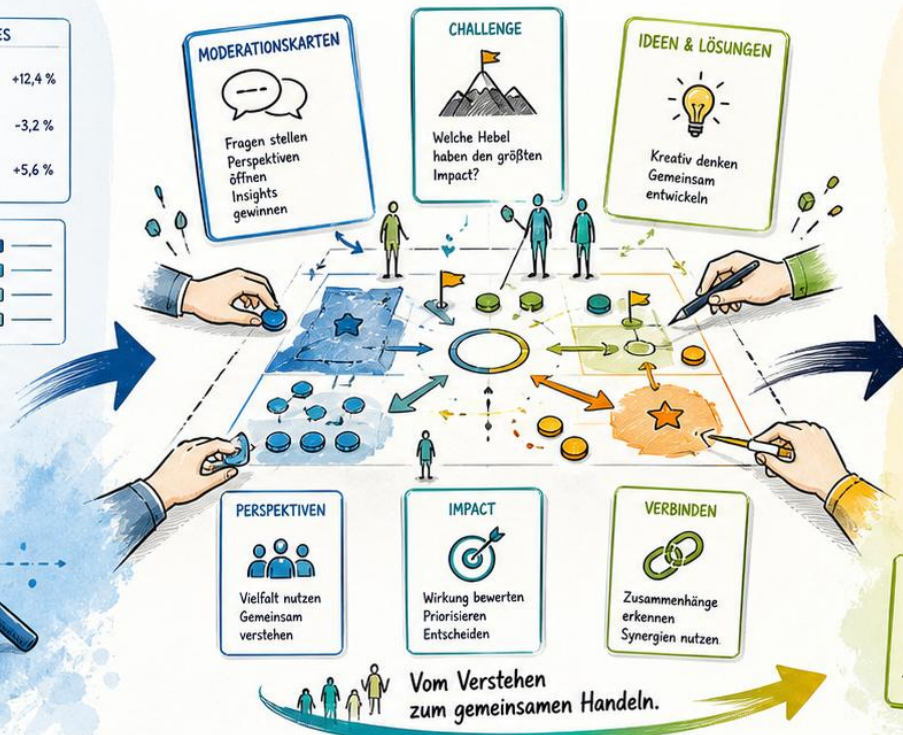 ES
+12,4 %
-3,2 %
+5,6 %
MODERATIONSKARTEN
Fragen stellen
Perspektiven
öffnen
Insights
gewinnen
CHALLENGE
Welche Hebel
haben den größten
Impact?
IDEEN & LÖSUNGEN
Kreativ denken
Gemeinsam
entwickeln
PERSPEKTIVEN
Vielfalt nutzen
Gemeinsam
verstehen
IMPACT
Wirkung bewerten
Priorisieren
Entscheiden
VERBINDEN
Zusammenhänge
erkennen
Synergien nutzen.
Vom Verstehen
zum gemeinsamen Handeln.